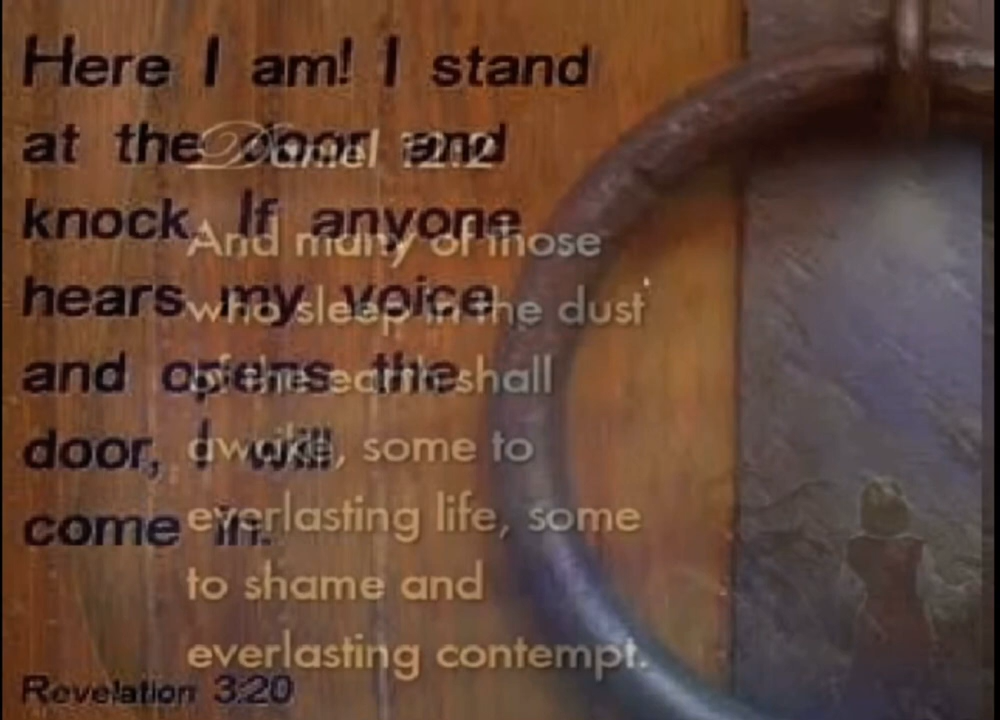 Here I am! I stand
at the door and
knock. If anyone
hears my voice
and opens the
door, I will
come in.
Revelation 3:20
Daniel 12:2
And many of those
who sleep in the dust
of the earth shall
awake, some to
everlasting life, some
to shame and
everlasting contempt.